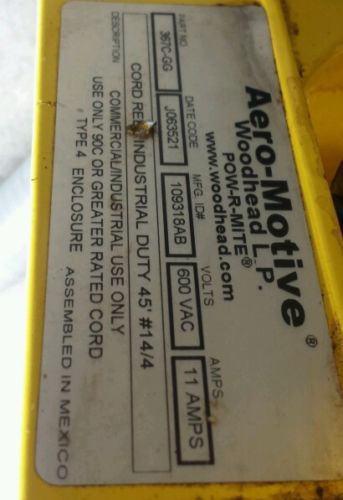 Aero-Motive®
Woodhead L.P.
POW-R-MITE®
www.woodhead.com
PART NO DATE CODE MFG. ID# VOLTS AMPS
367C-GG J063521 109318AB 600 VAC 11 AMPS
DESCRIPTION
CORD REEL INDUSTRIAL DUTY 45' #14/4
COMMERCIAL/INDUSTRIAL USE ONLY
USE ONLY 90C OR GREATER RATED CORD
TYPE 4 ENCLOSURE ASSEMBLED IN MEXICO